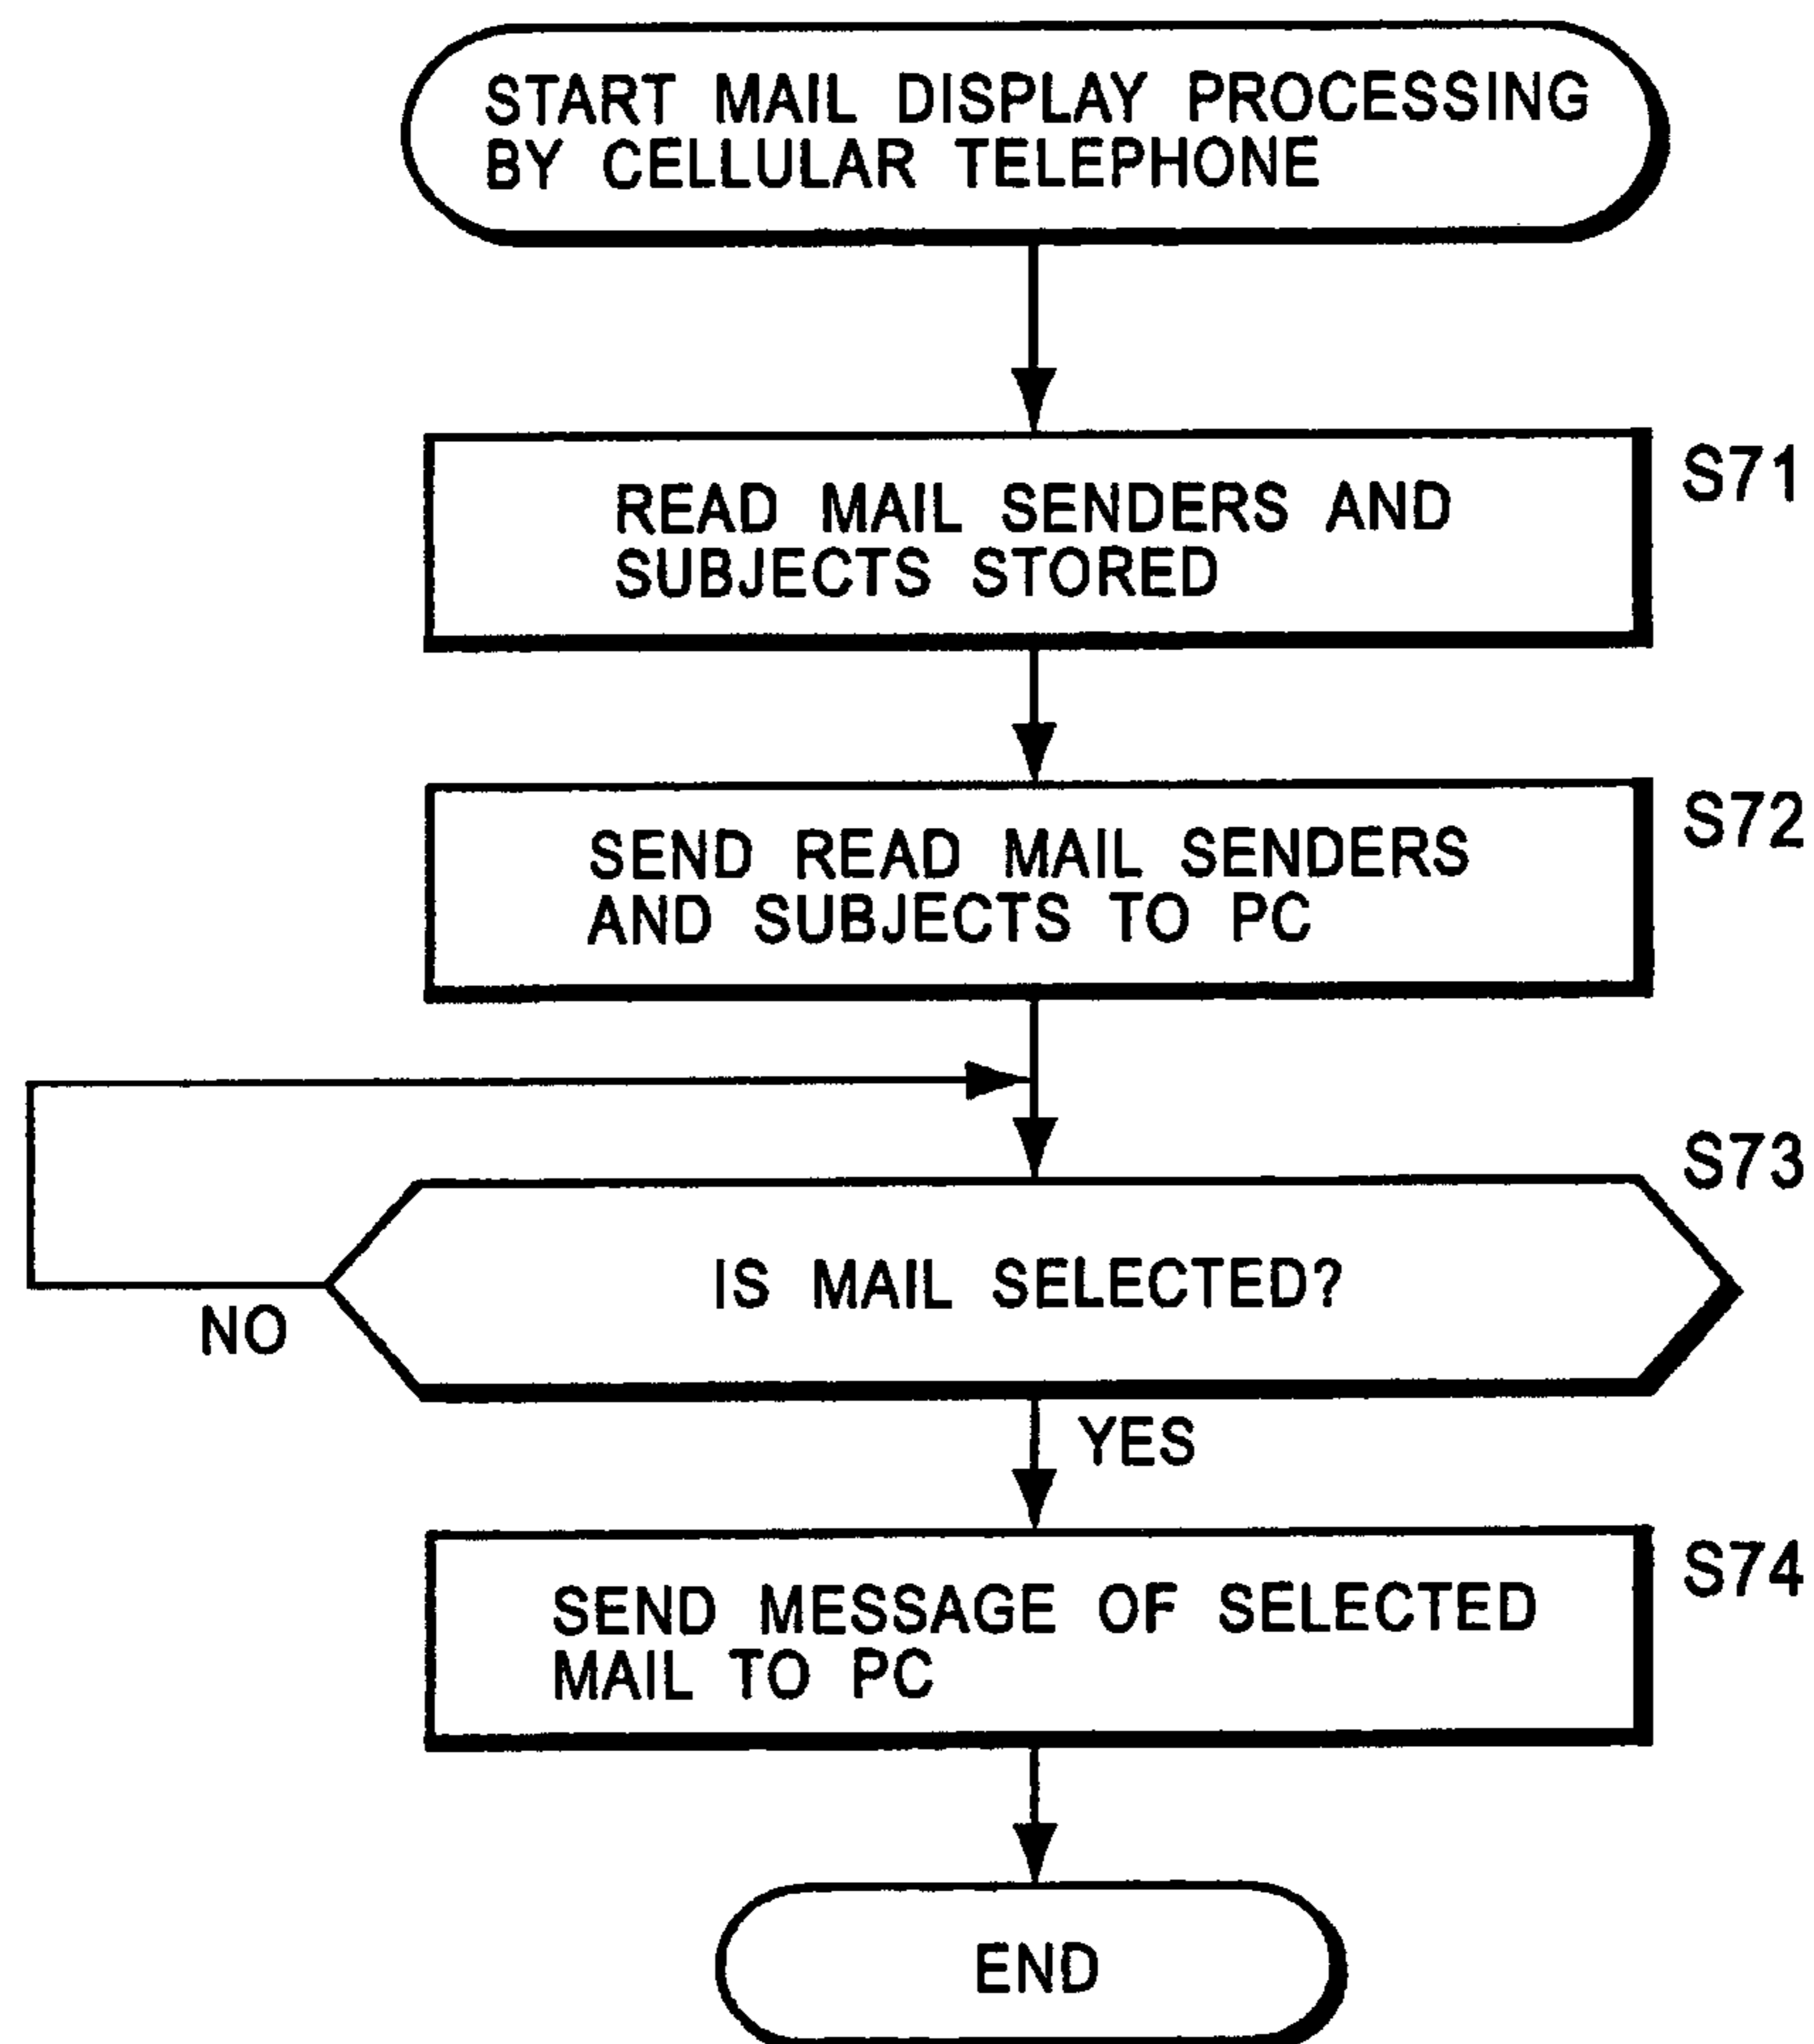 START MAIL DISPLAY PROCESSING
BY CELLULAR TELEPHONE
READ MAIL SENDERS AND
SUBJECTS STORED
S71
SEND READ MAIL SENDERS
AND SUBJECTS TO PC
S72
S73
IS MAIL SELECTED?
NO
YES
SEND MESSAGE OF SELECTED
MAIL TO PC
S74
END